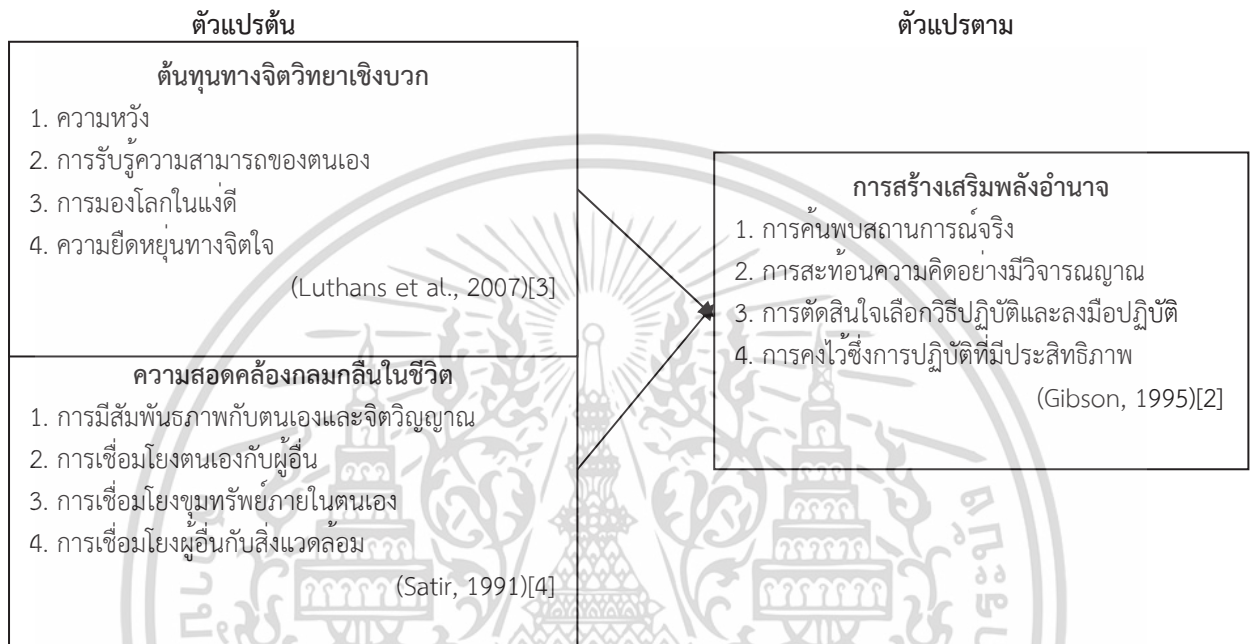 ตัวแปรต้น
ตัวแปรตาม
ต้นทุนทางจิตวิทยาเชิงบวก
1. ความหวัง
2. การรับรู้ความสามารถของตนเอง
3. การมองโลกในแง่ดี
4. ความยืดหยุ่นทางจิตใจ
(Luthans et al., 2007)[3]
ความสอดคล้องกลมกลืนในชีวิต
1. การมีสัมพันธภาพกับตนเองและจิตวิญญาณ
2. การเชื่อมโยงตนเองกับผู้อื่น
3. การเชื่อมโยงขุมทรัพย์ภายในตนเอง
4. การเชื่อมโยงผู้อื่นกับสิ่งแวดล้อม
(Satir, 1991)[4]
การสร้างเสริมพลังอำนาจ
1. การค้นพบสถานการณ์จริง
2. การสะท้อนความคิดอย่างมีวิจารณญาณ
3. การตัดสินใจเลือกวิธีปฏิบัติและลงมือปฏิบัติ
4. การคงไว้ซึ่งการปฏิบัติที่มีประสิทธิภาพ
(Gibson, 1995)[2]